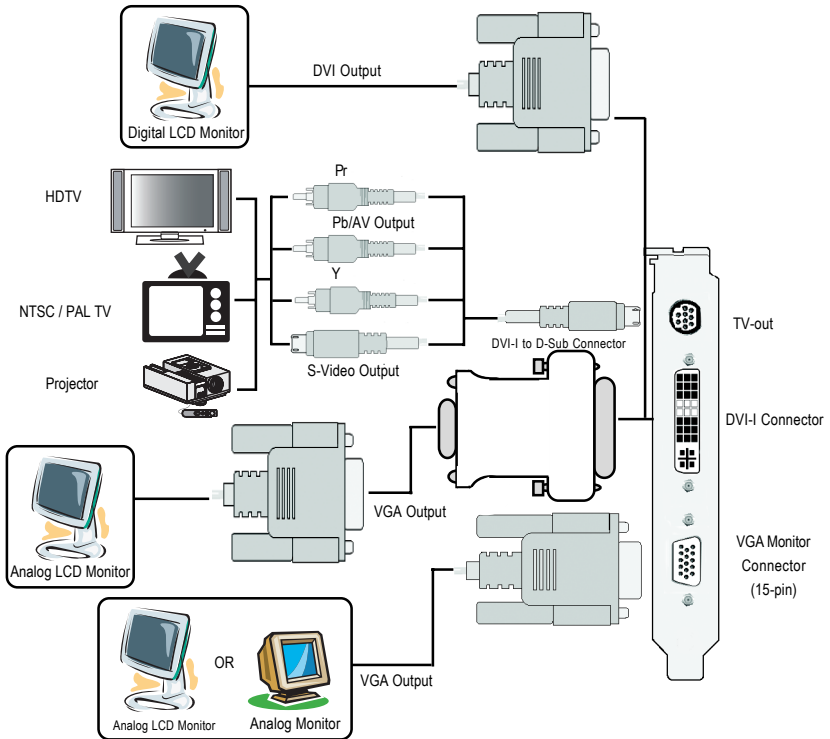 DVI Output
Digital LCD Monitor
HDTV
Pr
Pb/AV Output
Y
NTSC / PAL TV
S-Video Output
DVI-I to D-Sub Connector
Projector
TV-out
DVI-I Connector
VGA Output
Analog LCD Monitor
VGA Monitor
Connector
(15-pin)
OR
VGA Output
Analog LCD Monitor
Analog Monitor